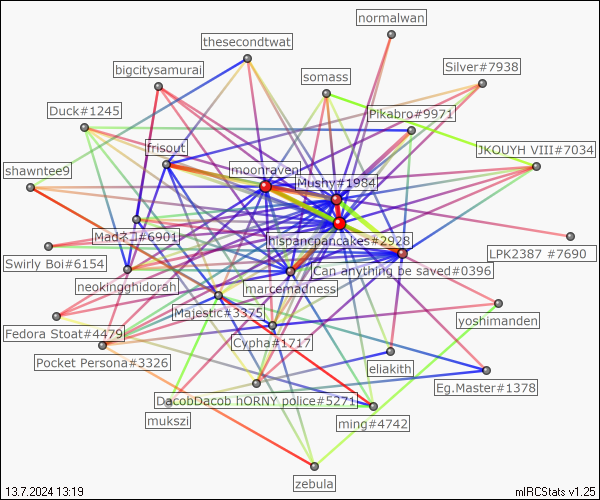 normalwan
thesecondtwat
Silver#7938
bigcitysamurai
somass
Duck#1245
Pikabro#9971
frisout
JKOUYH VIII#7034
shawntee9
moonraven
Mushy#1984
Madネコ#6901
hispancpancakes#2928
LPK2387 #7690
Swirly Boi#6154
Can anything be saved#0396
neokingghidorah
marcemadness
Majestic#3375
yoshimanden
Fedora Stoat#4479
Cypha#1717
Pocket Persona#3326
eliakith
Eg.Master#1378
DacobDacob hORNY police#5271
mukszi
ming#4742
zebula
13.7.2024 13:19
mIRCStats v1.25